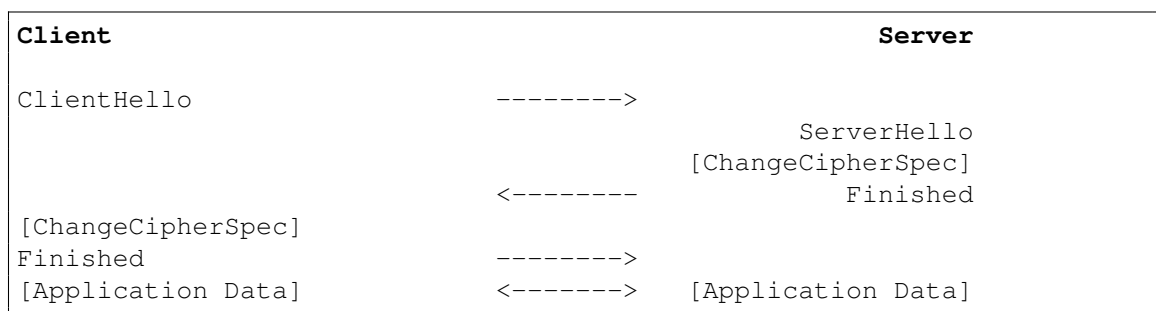 Client Server
ClientHello -------->
ServerHello
[ChangeCipherSpec]
<-------- Finished
[ChangeCipherSpec]
Finished -------->
[Application Data] <-------> [Application Data]